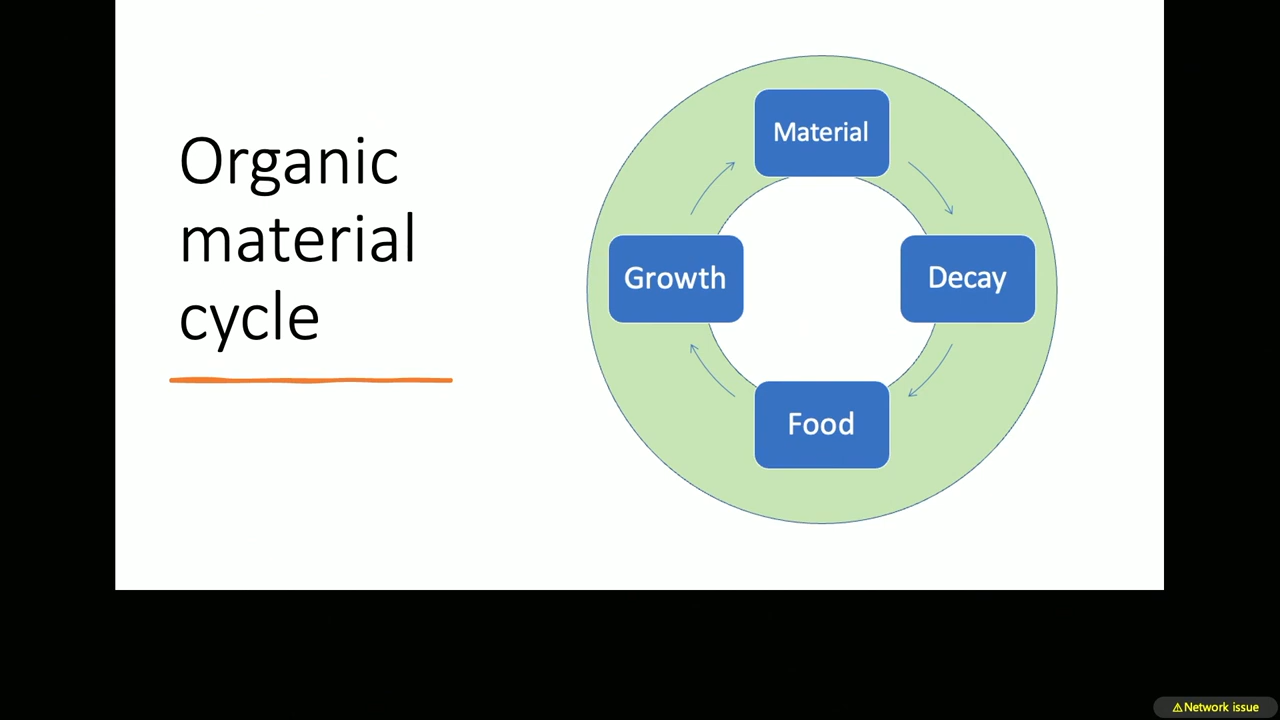 Organic
material
cycle
Material
Growth
Decay
Food
⚠Network issue